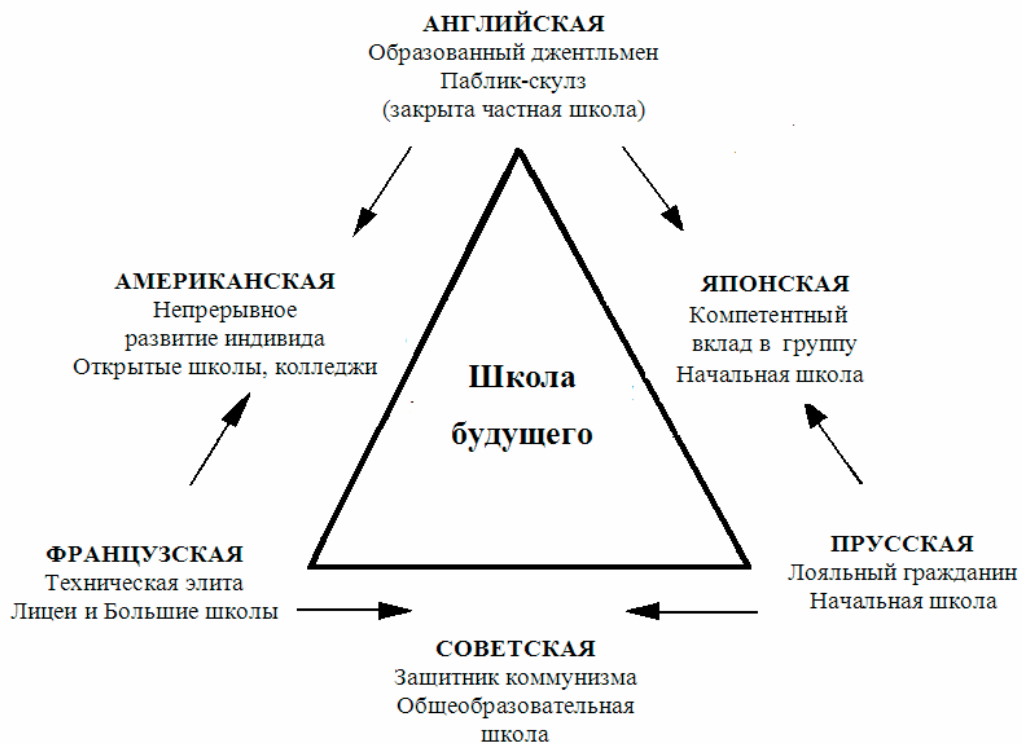 АНГЛИЙСКАЯ
Образованный джентльмен
Паблик-скулз
(закрыта частная школа)
АМЕРИКАНСКАЯ
Непрерывное
развитие индивида
Открытые школы, колледжи
ЯПОНСКАЯ
Компетентный
вклад в группу
Начальная школа
Школа
будущего
ФРАНЦУЗСКАЯ
Техническая элита
Лицеи и Большие школы
ПРУССКАЯ
Лояльный гражданин
Начальная школа
СОВЕТСКАЯ
Защитник коммунизма
Общеобразовательная
школа